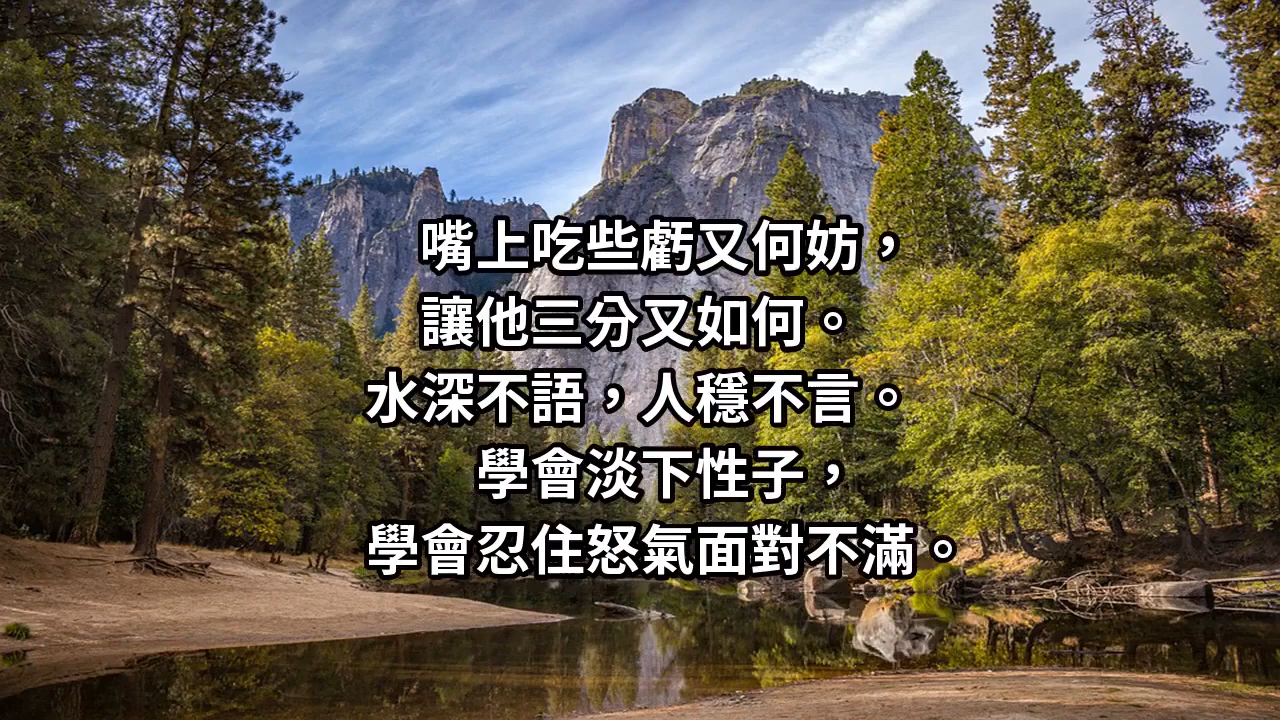 嘴上吃些虧又何妨，
讓他三分又如何。
水深不語，人穩不言。
學會淡下性子，
學會忍住怒氣面對不滿。